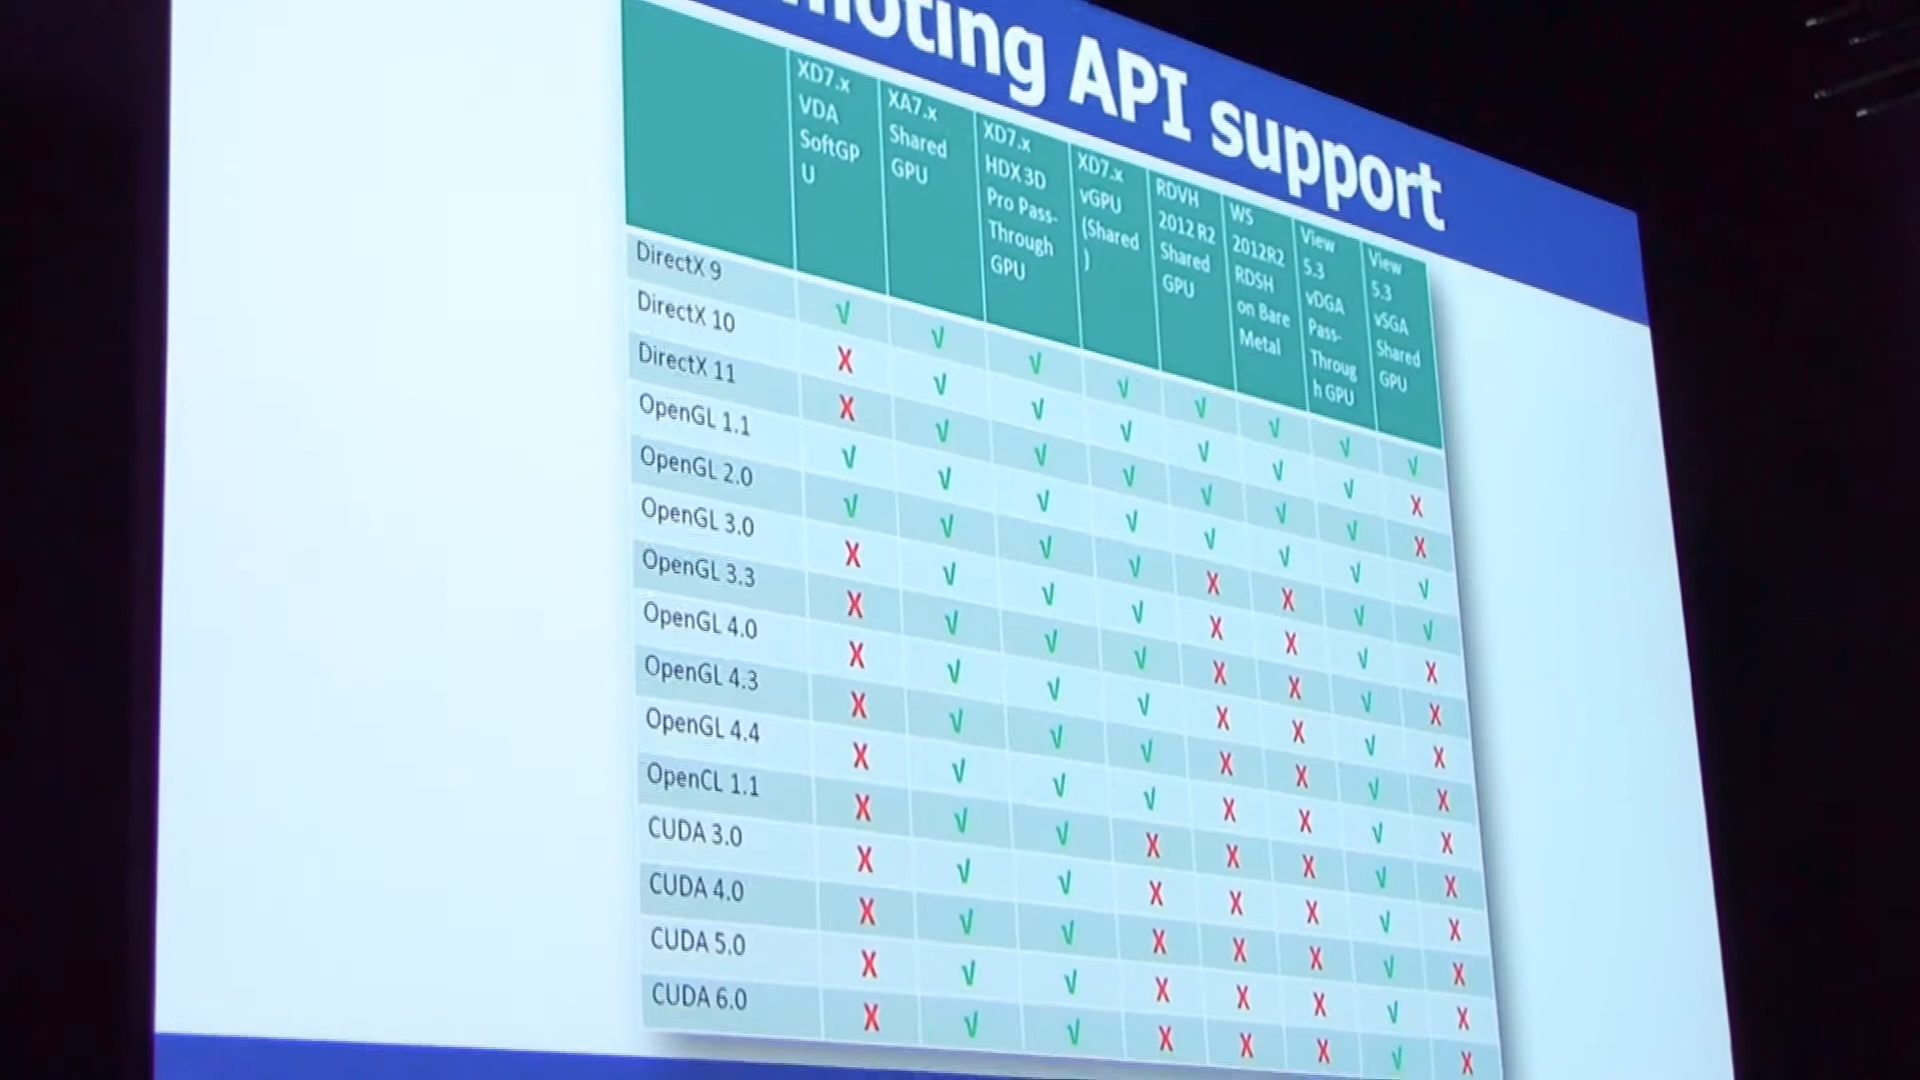 moting API support
XD7.x
VDA
SoftGP
U
XA7.x
Shared
GPU
XD7.x
HDX 3D
Pro Pass-
Through
GPU
XD7.x
vGPU
(Shared
)
RDVH
2012 R2
Shared
GPU
WS
2012R2
RDSH
on Bare
Metal
View
5.3
vDGA
Pass-
Throug
h GPU
View
5.3
vSGA
Shared
GPU
DirectX 9 √ √ √ √ √ √ √ √
DirectX 10 X √ √ √ √ √ √ X
DirectX 11 X √ √ √ √ √ √ X
OpenGL 1.1 √ √ √ √ √ √ √ √
OpenGL 2.0 √ √ √ √ X X √ √
OpenGL 3.0 X √ √ √ X X √ X
OpenGL 3.3 X √ √ √ X X √ X
OpenGL 4.0 X √ √ √ X X √ X
OpenGL 4.3 X √ √ √ X X √ X
OpenGL 4.4 X √ √ √ X X √ X
OpenCL 1.1 X √ √ X X X √ X
CUDA 3.0 X √ √ X X X √ X
CUDA 4.0 X √ √ X X X √ X
CUDA 5.0 X √ √ X X X √ X
CUDA 6.0 X √ √ X X X √ X